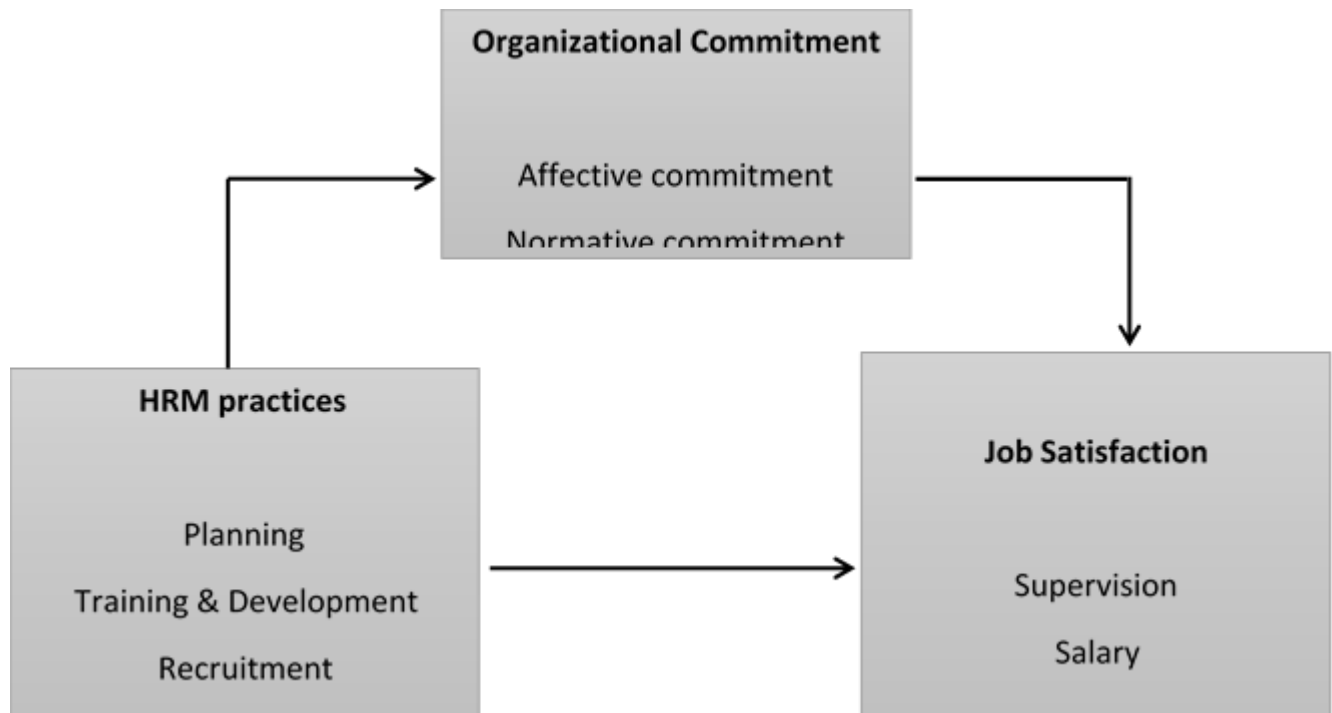 Organizational Commitment
Affective commitment
Normative commitment
HRM practices
Planning
Training & Development
Recruitment
Job Satisfaction
Supervision
Salary